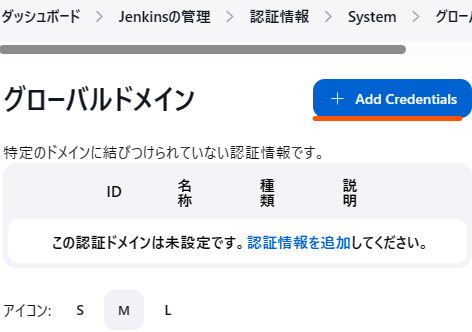 ダッシュボード > Jenkinsの管理 > 認証情報 > System >
グローバルドメイン
+ Add Credentials
特定のドメインに結びつけられていない認証情報です。
ID 名称 種類 説明
この認証ドメインは未設定です。認証情報を追加してください。
アイコン: S M L